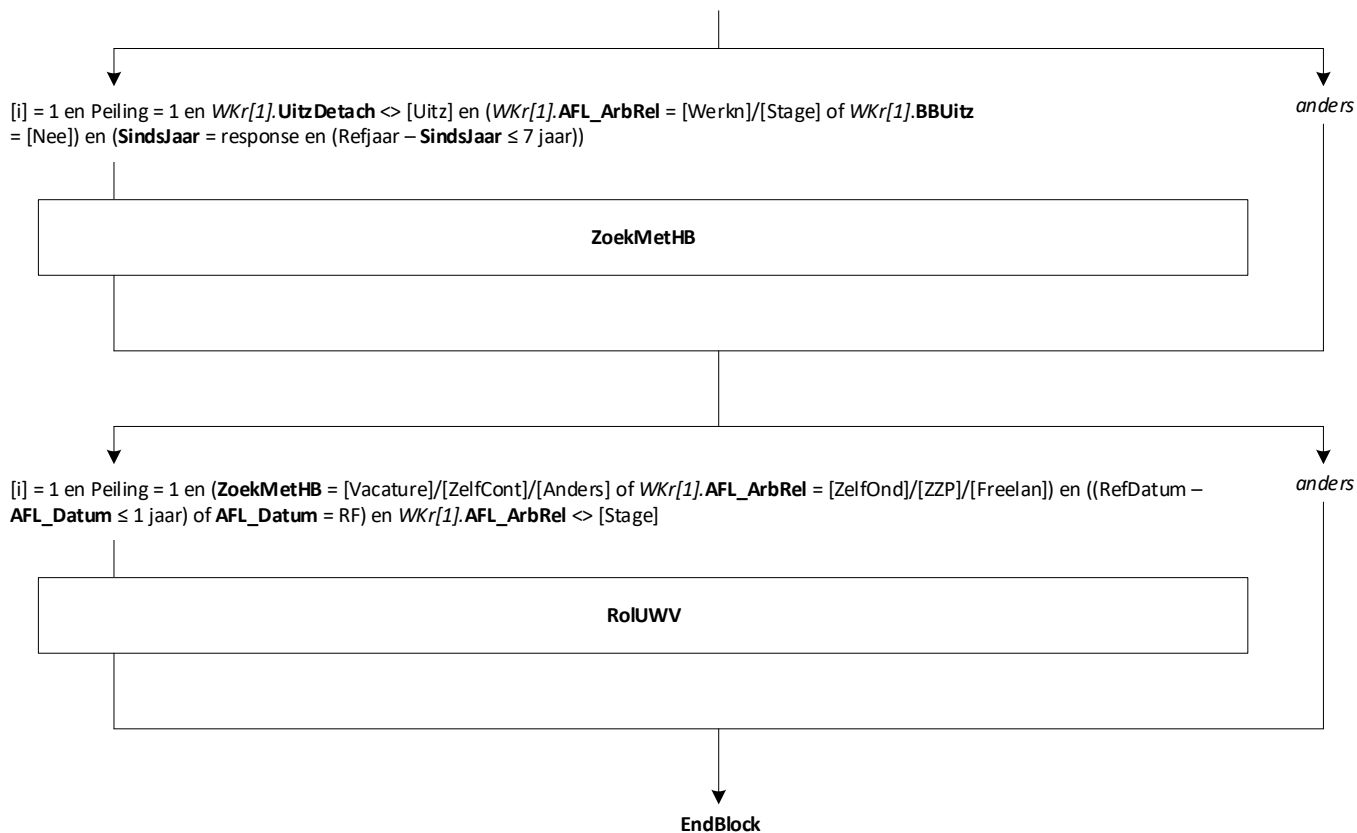 [i] = 1 en Peiling = 1 en WKr[1].UitzDetach <> [Uitz] en (WKr[1].AFL_ArbRel = [Werkn]/[Stage] of WKr[1].BBUitz
= [Nee]) en (SindsJaar = response en (Refjaar – SindsJaar ≤ 7 jaar))
anders
ZoekMetHB
[i] = 1 en Peiling = 1 en (ZoekMetHB = [Vacature]/[ZelfCont]/[Anders] of WKr[1].AFL_ArbRel = [ZelfOnd]/[ZZP]/[Freelan]) en ((RefDatum –
AFL_Datum ≤ 1 jaar) of AFL_Datum = RF) en WKr[1].AFL_ArbRel <> [Stage]
anders
RolUWV
EndBlock